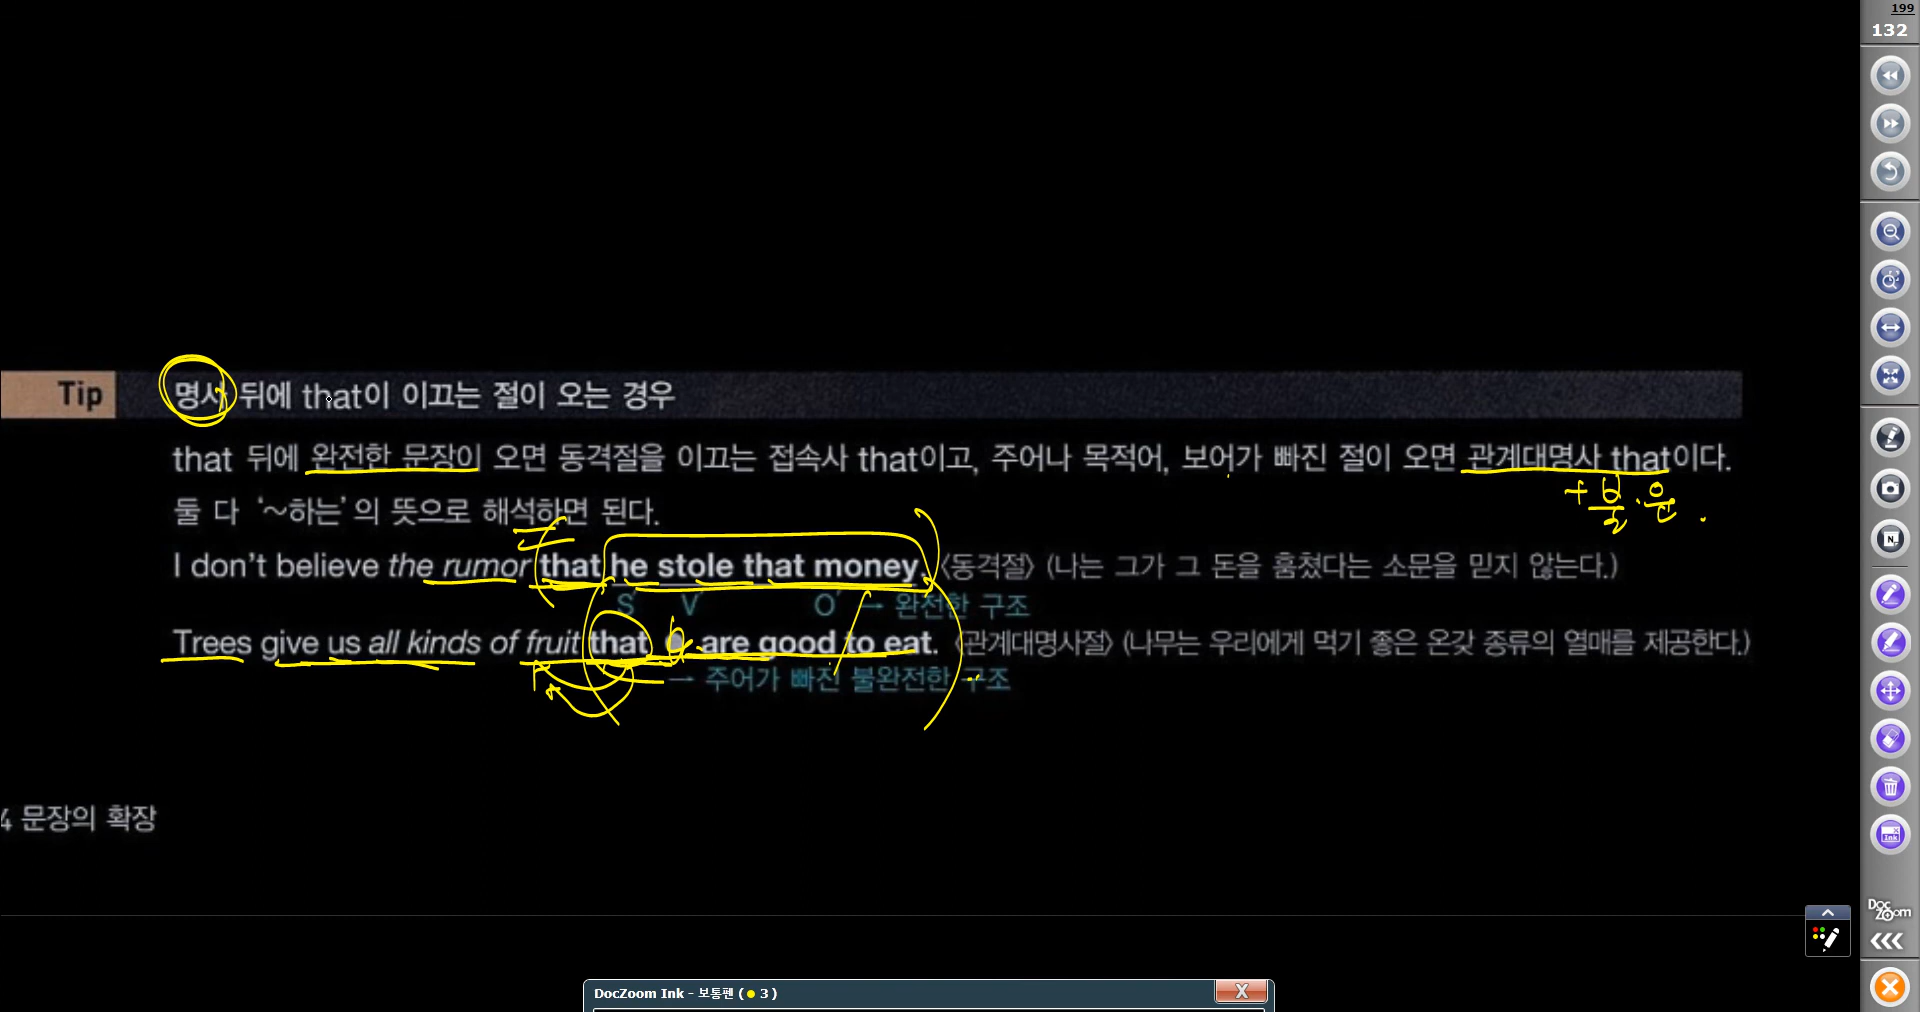 199
132
Tip 명사 뒤에 that이 이끄는 절이 오는 경우
that 뒤에 완전한 문장이 오면 동격절을 이끄는 접속사 that이고, 주어나 목적어, 보어가 빠진 절이 오면 관계대명사 that이다.
+ 불.문.
둘 다 ‘～하는’의 뜻으로 해석하면 된다.
I don't believe the rumor that he stole that money. 〈동격절〉 (나는 그가 그 돈을 훔쳤다는 소문을 믿지 않는다.)
S′ V′ O′ → 완전한 구조
Trees give us all kinds of fruit that are good to eat. 〈관계대명사절〉 (나무는 우리에게 먹기 좋은 온갖 종류의 열매를 제공한다.)
→ 주어가 빠진 불완전한 구조
4 문장의 확장
DocZoom
DocZoom Ink - 보통펜 ( 3 )